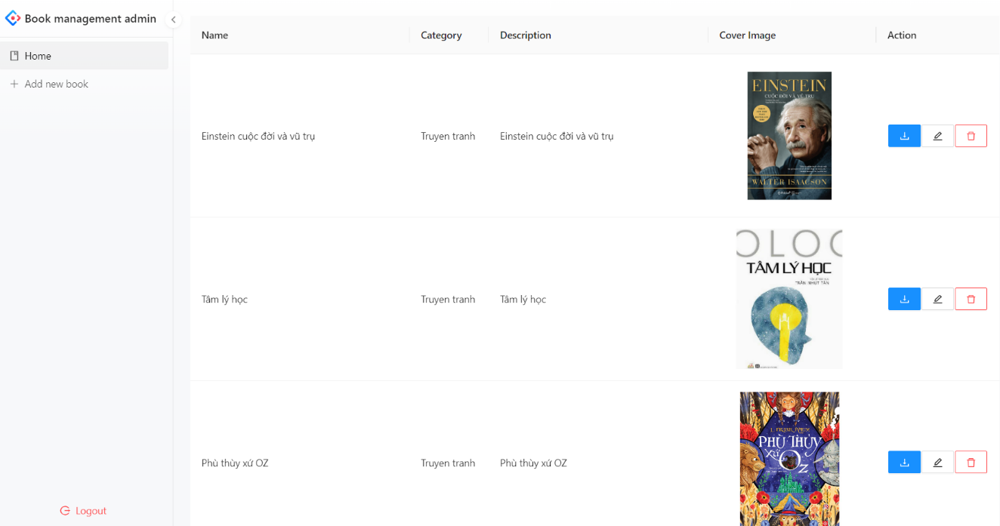 Book management admin
Home
Add new book
Logout
Name Category Description Cover Image Action
EINSTEIN
CUỘC ĐỜI VÀ VŨ TRỤ
WALTER ISAACSON
Einstein cuộc đời và vũ trụ Truyen tranh Einstein cuộc đời và vũ trụ
OLOG
TÂM LÝ HỌC
TRẦN NHỰT TÂN
Tâm lý học Truyen tranh Tâm lý học
L. FRANK BAUM
PHÙ THỦY
XỨ OZ
Phù thùy xứ OZ Truyen tranh Phù thùy xứ OZ